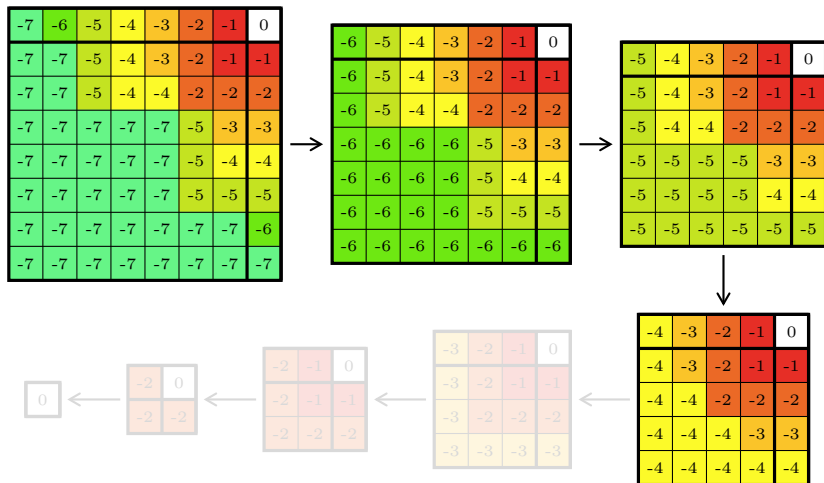 -7 -6 -5 -4 -3 -2 -1 0
-7 -7 -5 -4 -3 -2 -1 -1
-7 -7 -5 -4 -4 -2 -2 -2
-7 -7 -7 -7 -7 -5 -3 -3
-7 -7 -7 -7 -7 -5 -4 -4
-7 -7 -7 -7 -7 -5 -5 -5
-7 -7 -7 -7 -7 -7 -7 -6
-7 -7 -7 -7 -7 -7 -7 -7
-6 -5 -4 -3 -2 -1 0
-6 -5 -4 -3 -2 -1 -1
-6 -5 -4 -4 -2 -2 -2
-6 -6 -6 -6 -5 -3 -3
-6 -6 -6 -6 -5 -4 -4
-6 -6 -6 -6 -5 -5 -5
-6 -6 -6 -6 -6 -6 -6
-5 -4 -3 -2 -1 0
-5 -4 -3 -2 -1 -1
-5 -4 -4 -2 -2 -2
-5 -5 -5 -5 -3 -3
-5 -5 -5 -5 -4 -4
-5 -5 -5 -5 -5 -5
-4 -3 -2 -1 0
-4 -3 -2 -1 -1
-4 -4 -2 -2 -2
-4 -4 -4 -3 -3
-4 -4 -4 -4 -4
-3 -2 -1 0
-3 -2 -1 -1
-3 -2 -2 -2
-3 -3 -3 -3
-2 -1 0
-2 -1 -1
-2 -2 -2
-2 0
-2 -2
0